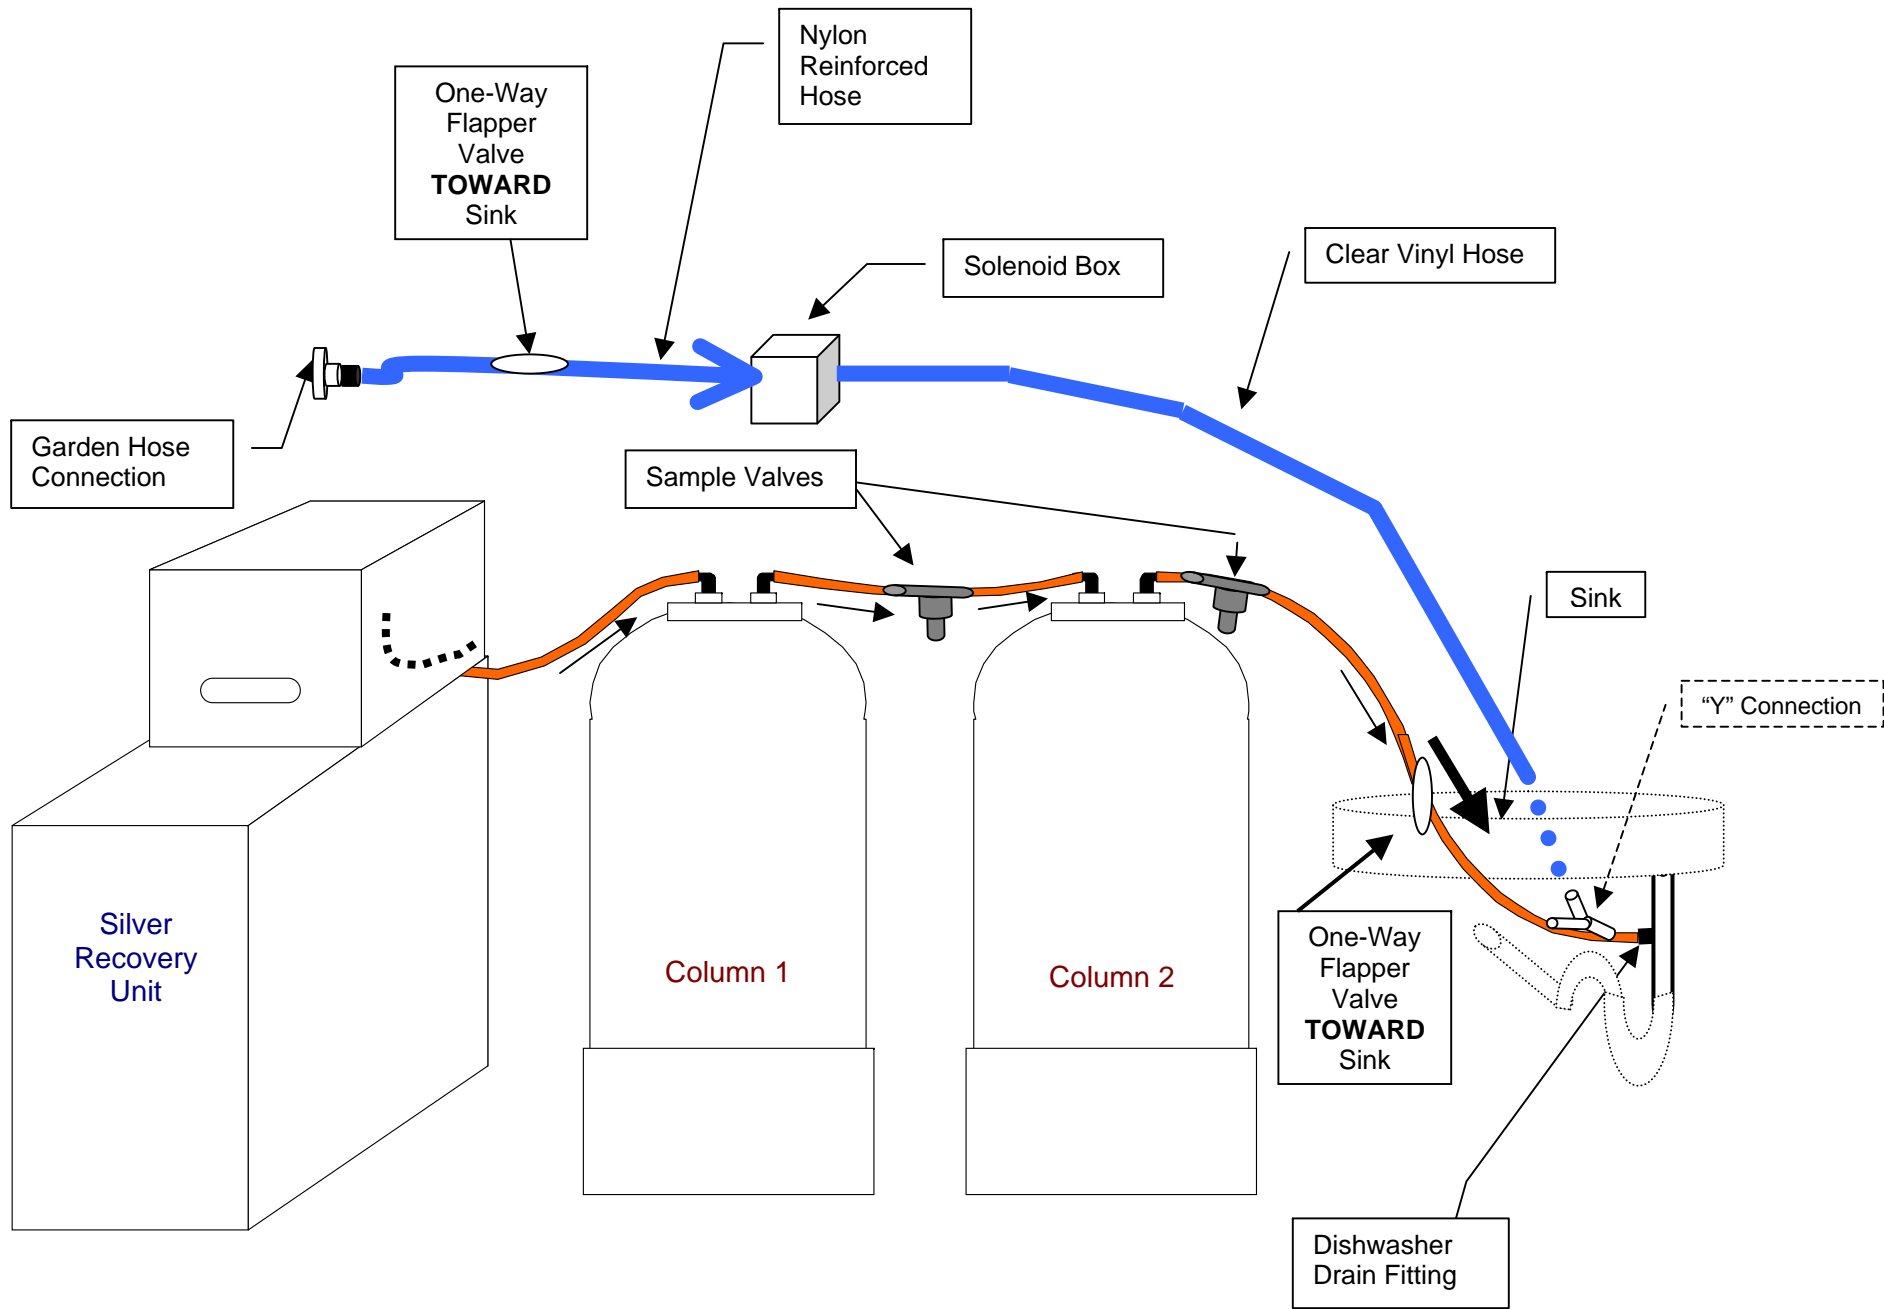 Nylon
Reinforced
Hose
One-Way
Flapper
Valve
TOWARD
Sink
Solenoid Box
Clear Vinyl Hose
Garden Hose
Connection
Sample Valves
Sink
“Y” Connection
Silver
Recovery
Unit
Column 1
Column 2
One-Way
Flapper
Valve
TOWARD
Sink
Dishwasher
Drain Fitting